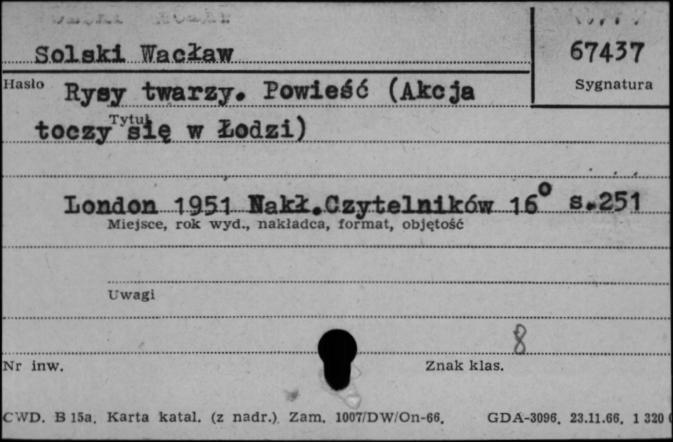 Solski Wacław
67437
Hasło
Sygnatura
Rysy twarzy. Powieść (Akcja
Tytuł
toczy się w Łodzi)
London 1951 Nakł.Czytelników 16° s.251
Miejsce, rok wyd., nakładca, format, objętość
Uwagi
8
Nr inw.
Znak klas.
CWD. B 15a. Karta katal. (z nadr.) Zam. 1007/DW/On-66. GDA-3096. 23.11.66. 1 320